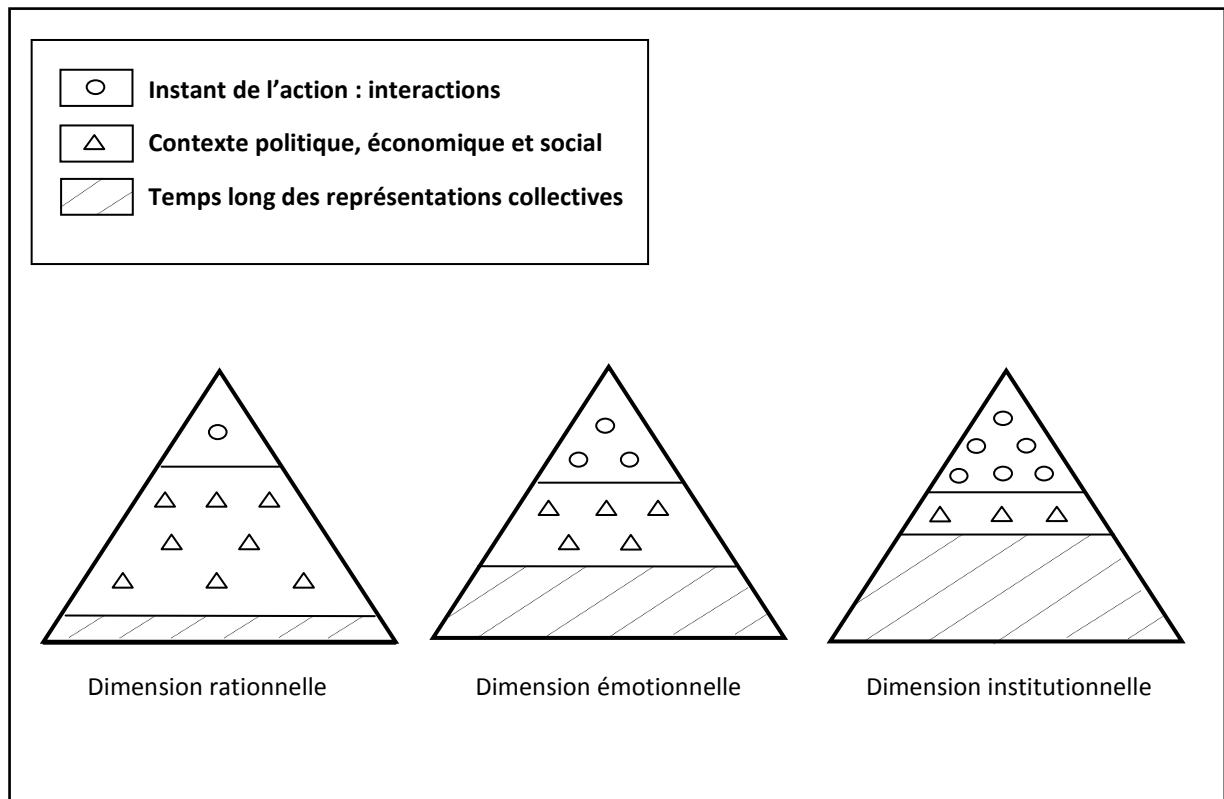 Instant de l’action : interactions
Contexte politique, économique et social
Temps long des représentations collectives
Dimension rationnelle
Dimension émotionnelle
Dimension institutionnelle